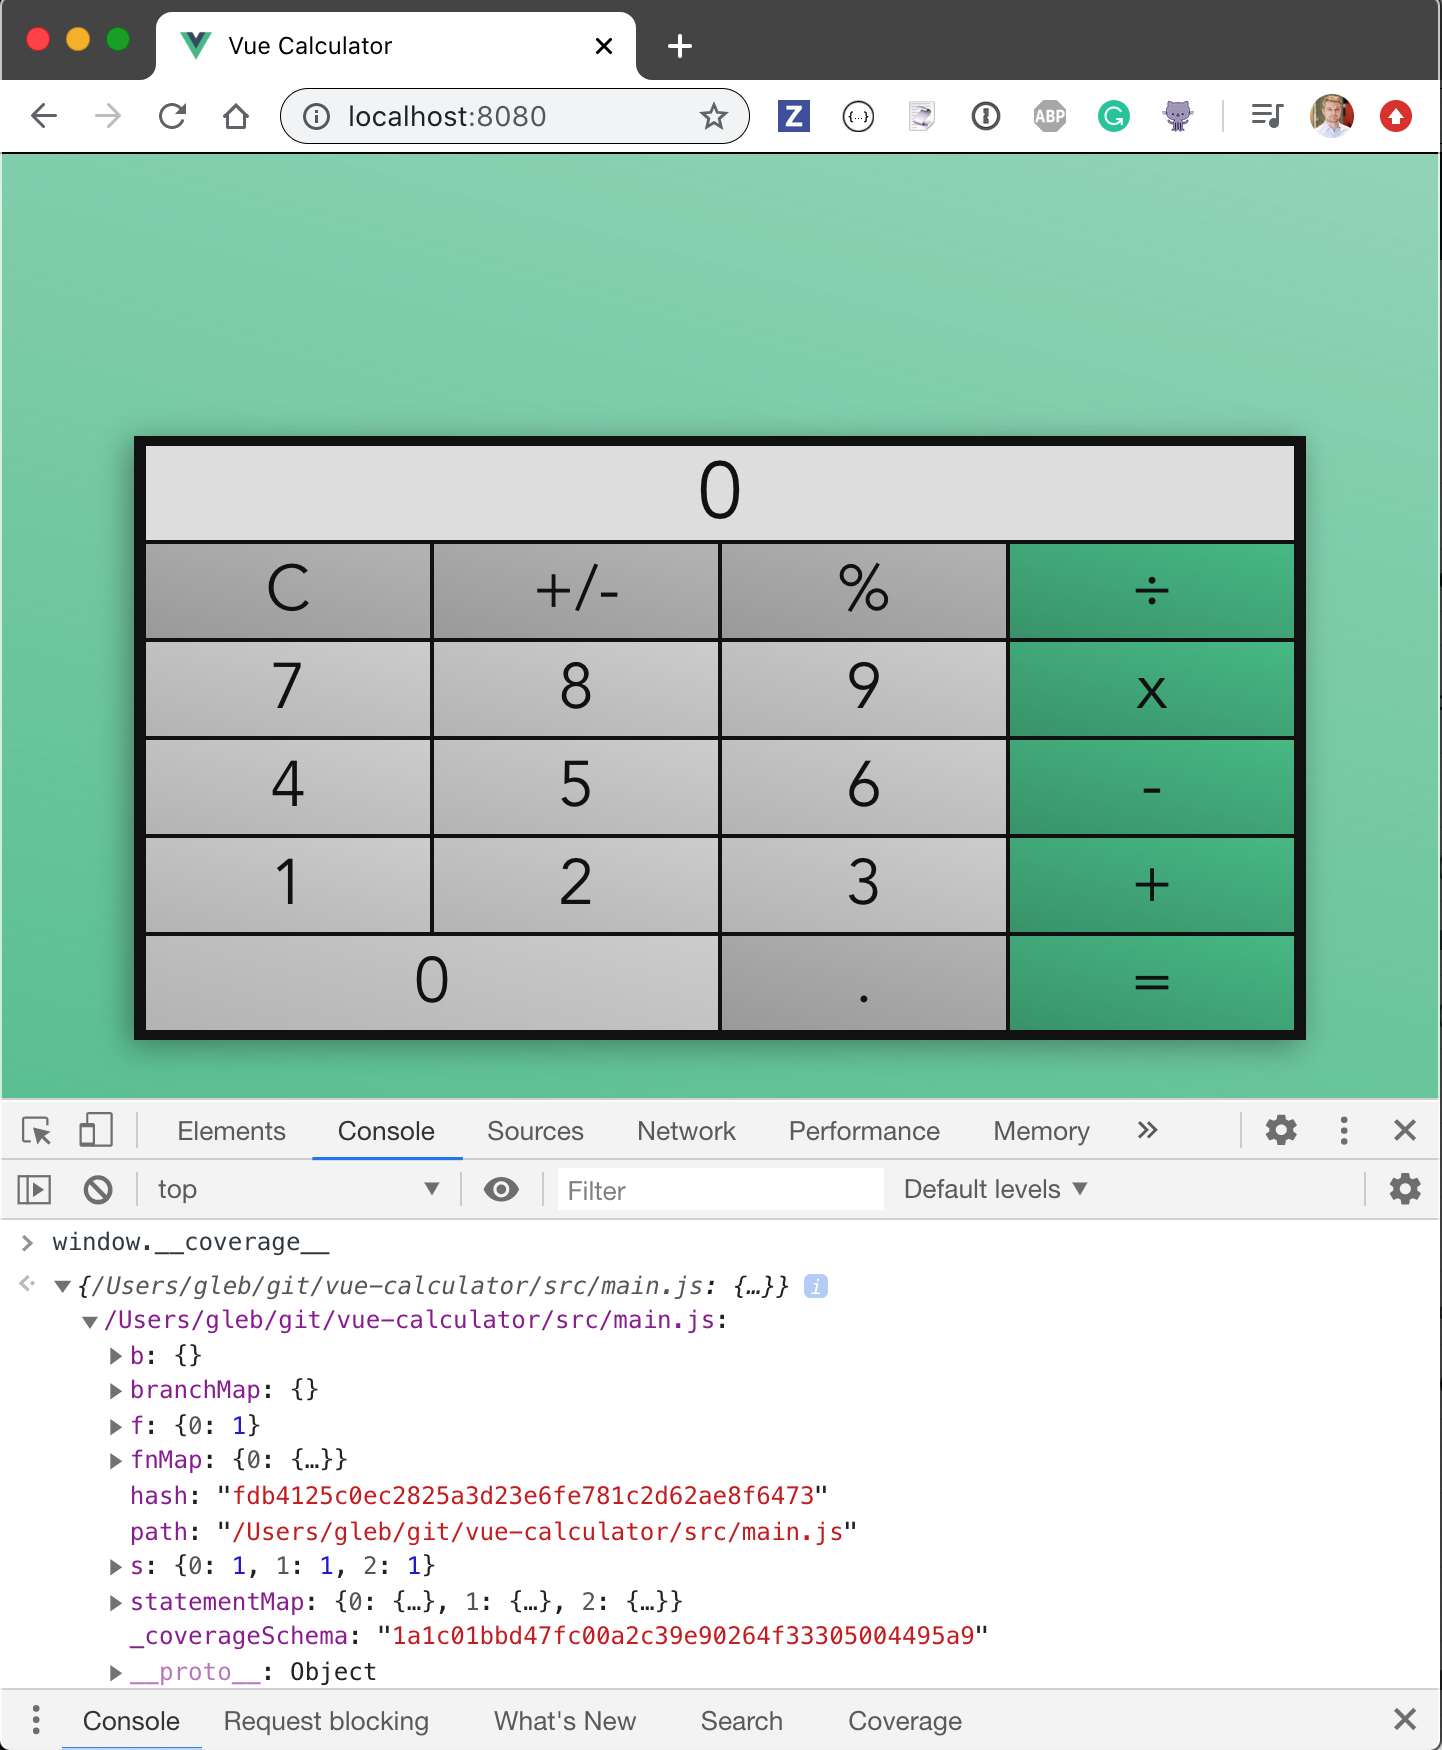 Vue Calculator
localhost:8080
Z {...} ABP G
0
C +/- % ÷
7 8 9 x
4 5 6 -
1 2 3 +
0 . =
Elements Console Sources Network Performance Memory
top Filter Default levels
window.__coverage__
{/Users/gleb/git/vue-calculator/src/main.js: {…}} i
/Users/gleb/git/vue-calculator/src/main.js:
b: {}
branchMap: {}
f: {0: 1}
fnMap: {0: {…}}
hash: "fdb4125c0ec2825a3d23e6fe781c2d62ae8f6473"
path: "/Users/gleb/git/vue-calculator/src/main.js"
s: {0: 1, 1: 1, 2: 1}
statementMap: {0: {…}, 1: {…}, 2: {…}}
_coverageSchema: "1a1c01bbd47fc00a2c39e90264f33305004495a9"
__proto__: Object
Console Request blocking What's New Search Coverage